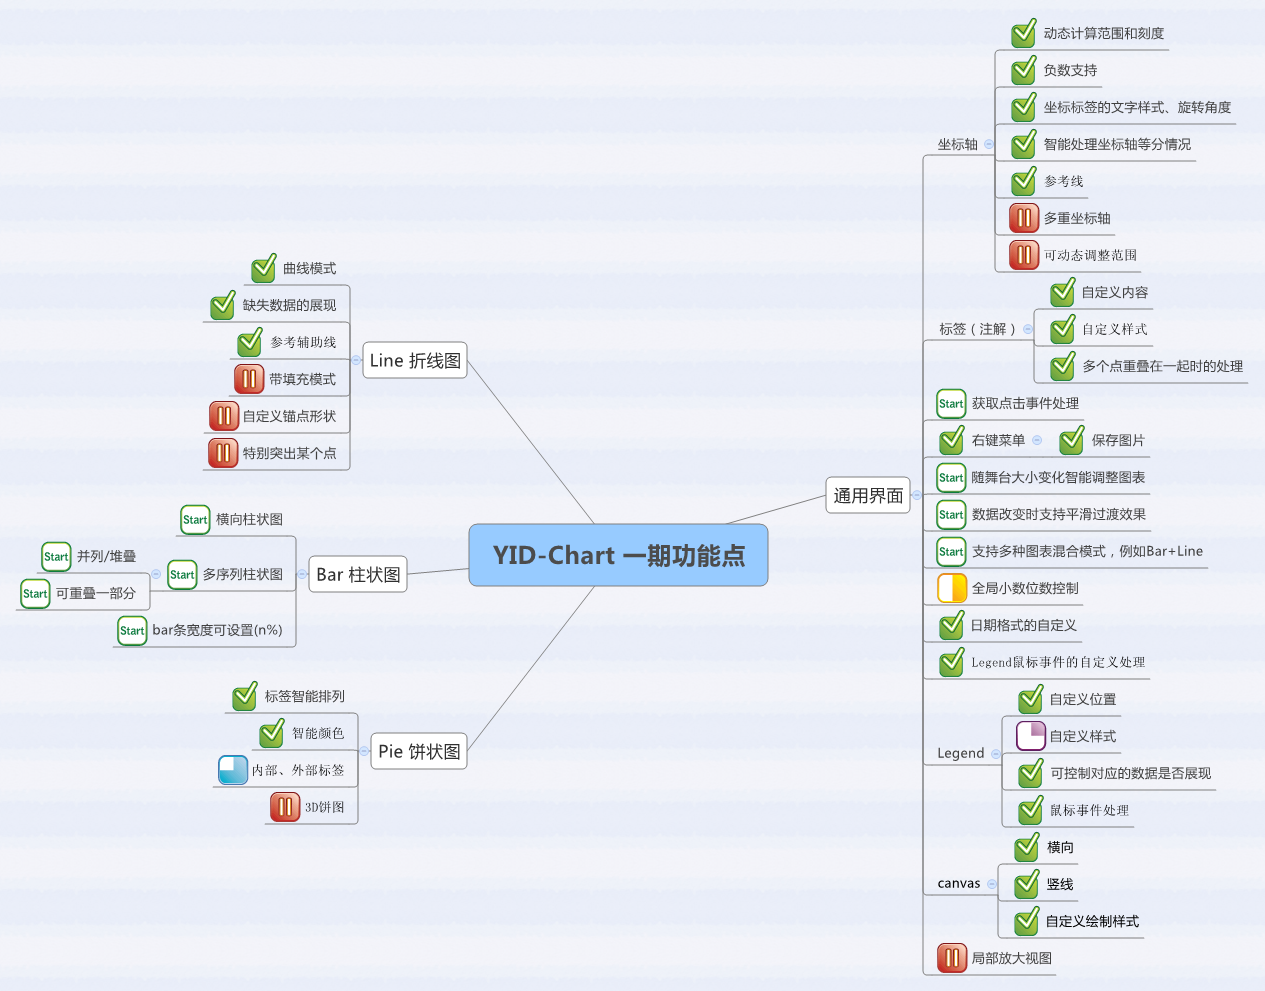 YID-Chart 一期功能点
Line 折线图
曲线模式
缺失数据的展现
参考辅助线
带填充模式
自定义锚点形状
特别突出某个点
Bar 柱状图
Start 横向柱状图
Start 多序列柱状图
Start 并列/堆叠
Start 可重叠一部分
Start bar条宽度可设置(n%)
Pie 饼状图
标签智能排列
智能颜色
内部、外部标签
3D饼图
通用界面
坐标轴
动态计算范围和刻度
负数支持
坐标标签的文字样式、旋转角度
智能处理坐标轴等分情况
参考线
多重坐标轴
可动态调整范围
标签（注解）
自定义内容
自定义样式
多个点重叠在一起时的处理
Start 获取点击事件处理
右键菜单
保存图片
Start 随舞台大小变化智能调整图表
Start 数据改变时支持平滑过渡效果
Start 支持多种图表混合模式，例如Bar+Line
全局小数位数控制
日期格式的自定义
Legend鼠标事件的自定义处理
Legend
自定义位置
自定义样式
可控制对应的数据是否展现
鼠标事件处理
canvas
横向
竖线
自定义绘制样式
局部放大视图